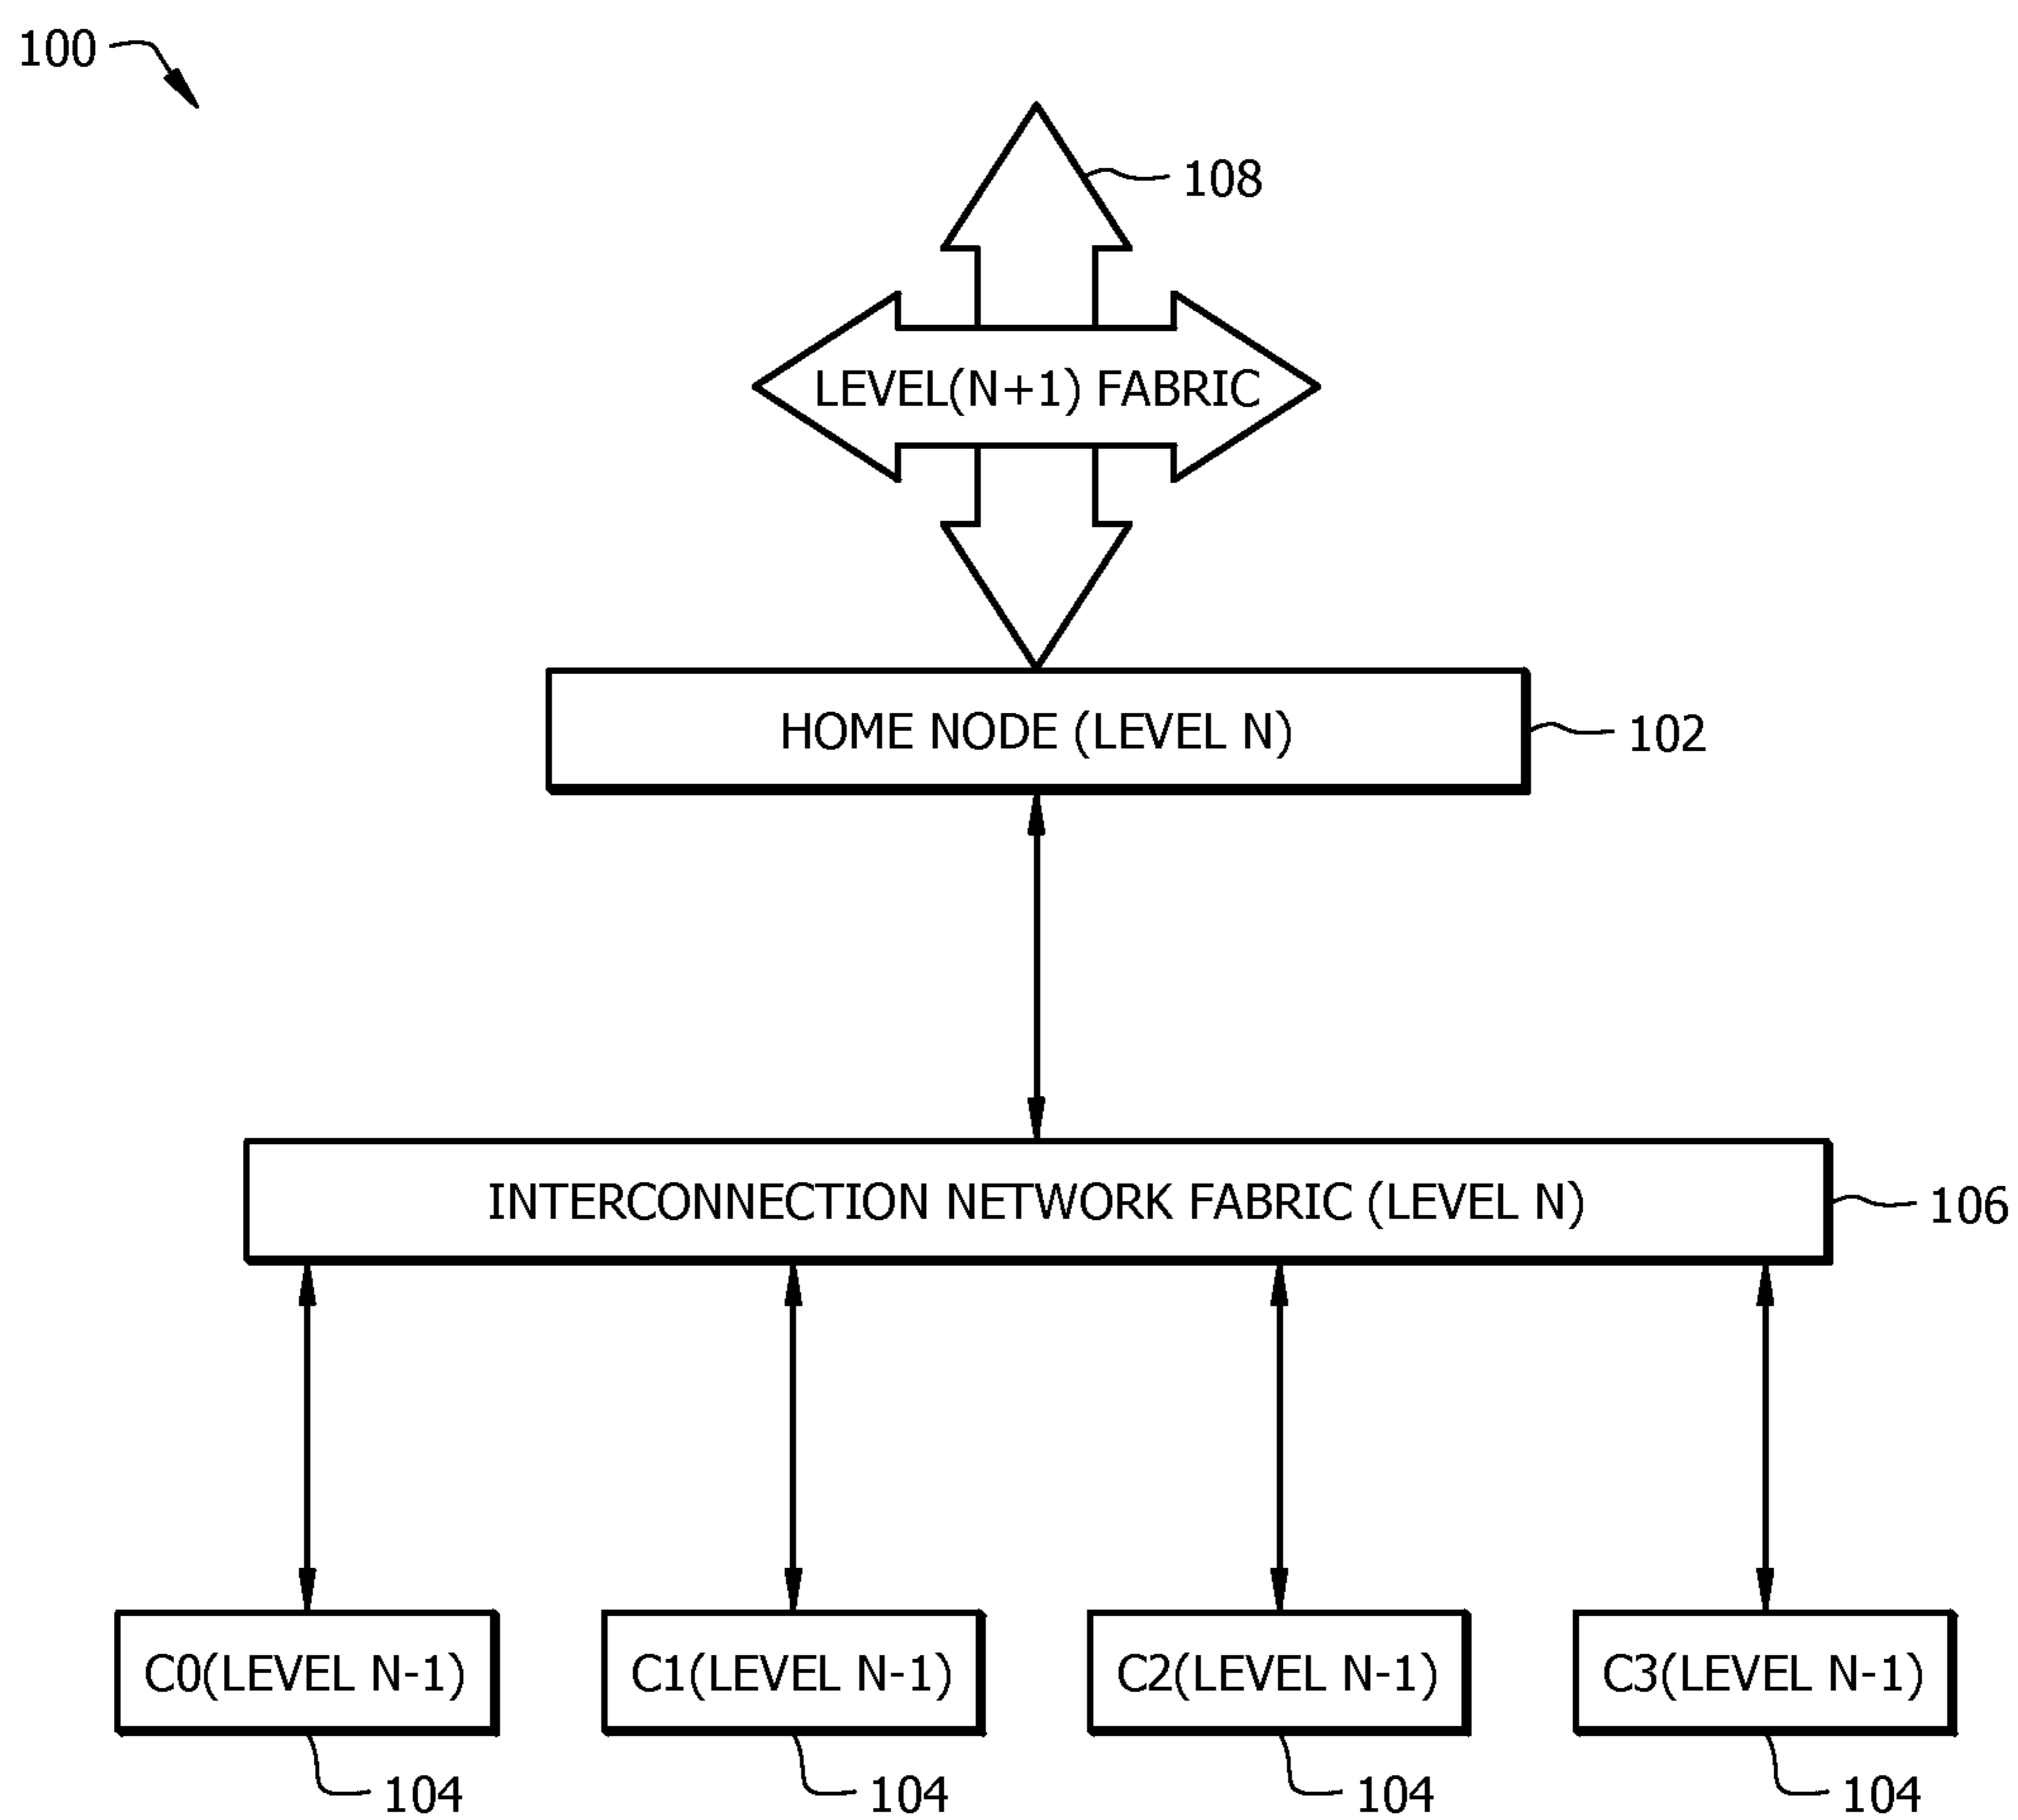 100
108
LEVEL(N+1) FABRIC
HOME NODE (LEVEL N)
102
INTERCONNECTION NETWORK FABRIC (LEVEL N)
106
C0(LEVEL N-1)
C1(LEVEL N-1)
C2(LEVEL N-1)
C3(LEVEL N-1)
104
104
104
104